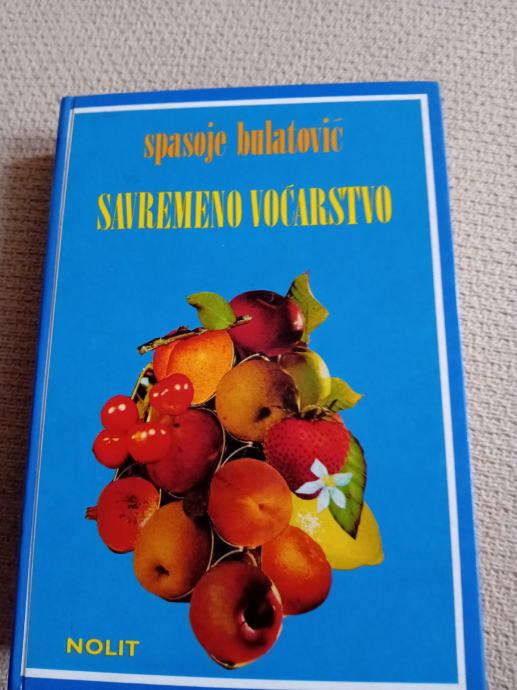 spasoje bulatović
SAVREMENO VOĆARSTVO
NOLIT